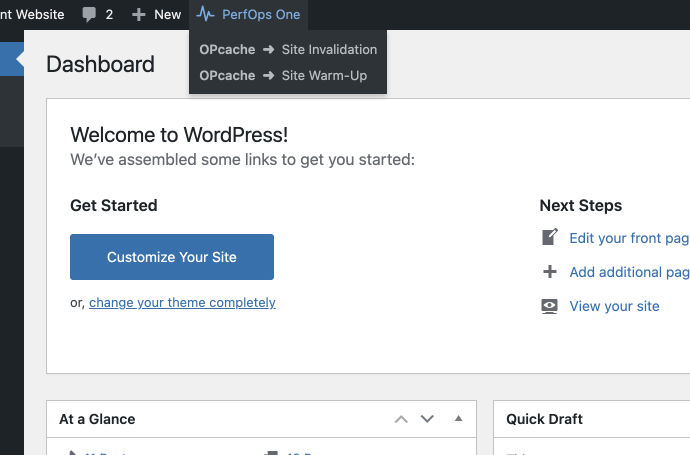 nt Website 2 New PerfOps One
OPcache ➜ Site Invalidation
OPcache ➜ Site Warm-Up
Dashboard
Welcome to WordPress!
We've assembled some links to get you started:
Get Started
Customize Your Site
or, change your theme completely
Next Steps
Edit your front pag
Add additional pag
View your site
At a Glance
Quick Draft